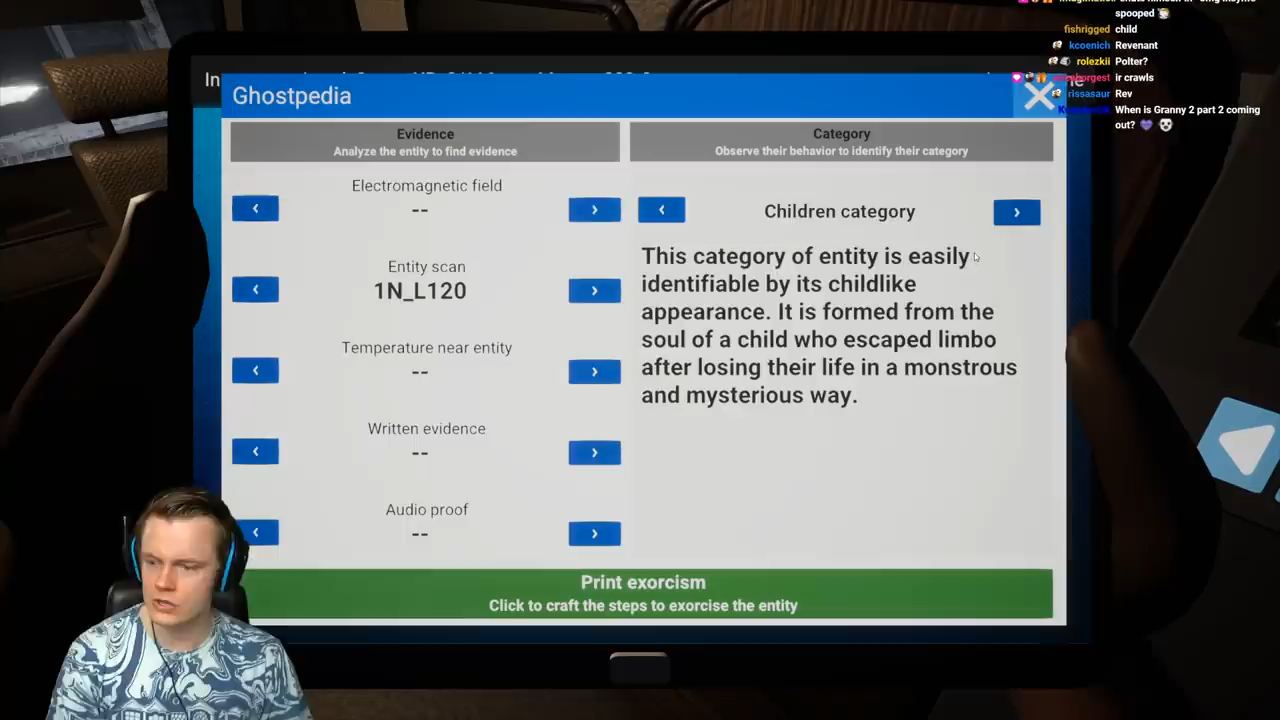 spooped
fishrigged child
kcoenich Revenant
rolezkii Polter?
ir crawls
rissasaur Rev
When is Granny 2 part 2 coming
out?
In
Ghostpedia
Evidence
Analyze the entity to find evidence
Category
Observe their behavior to identify their category
Electromagnetic field
--
Entity scan
1N_L120
Temperature near entity
--
Written evidence
--
Audio proof
--
Children category
This category of entity is easily
identifiable by its childlike
appearance. It is formed from the
soul of a child who escaped limbo
after losing their life in a monstrous
and mysterious way.
Print exorcism
Click to craft the steps to exorcise the entity